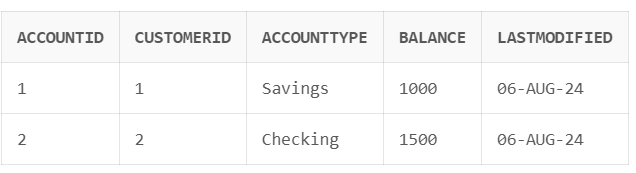 ACCOUNTID CUSTOMERID ACCOUNTTYPE BALANCE LASTMODIFIED
1 1 Savings 1000 06-AUG-24
2 2 Checking 1500 06-AUG-24